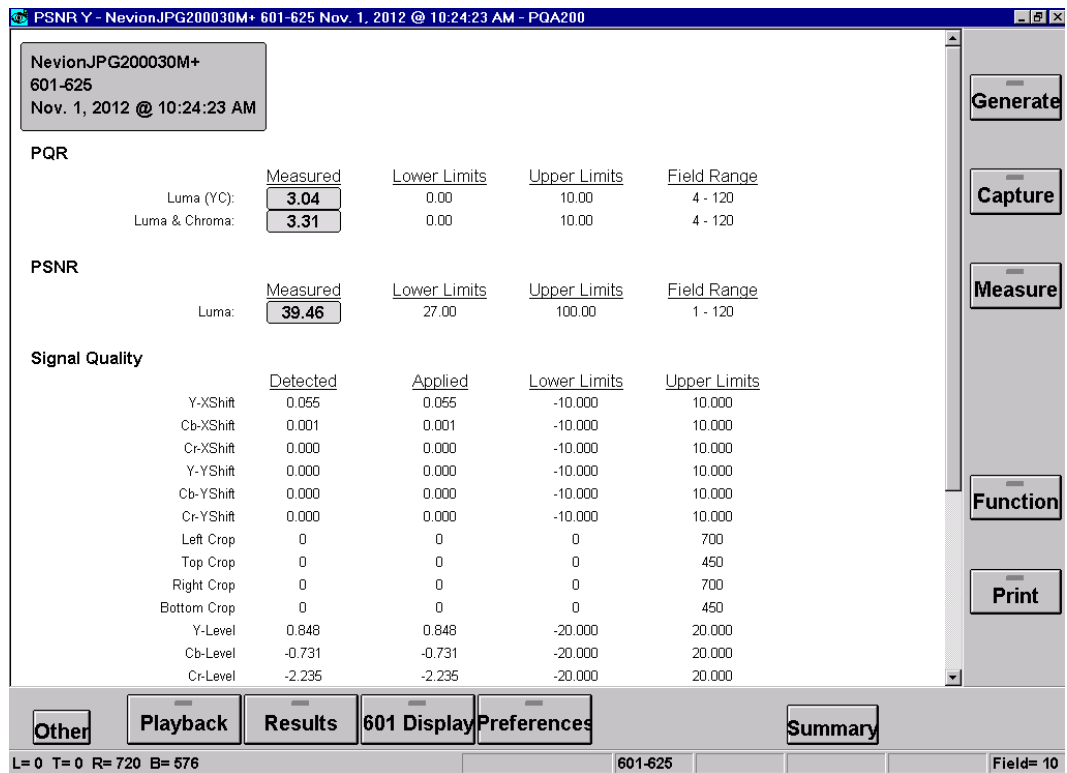 PSNR Y - NevionJPG200030M+ 601-625 Nov. 1, 2012 @ 10:24:23 AM - PQA200
NevionJPG200030M+
601-625
Nov. 1, 2012 @ 10:24:23 AM
PQR
Measured Lower Limits Upper Limits Field Range
Luma (YC): 3.04 0.00 10.00 4 - 120
Luma & Chroma: 3.31 0.00 10.00 4 - 120
PSNR
Measured Lower Limits Upper Limits Field Range
Luma: 39.46 27.00 100.00 1 - 120
Signal Quality
Detected Applied Lower Limits Upper Limits
Y-XShift 0.055 0.055 -10.000 10.000
Cb-XShift 0.001 0.001 -10.000 10.000
Cr-XShift 0.000 0.000 -10.000 10.000
Y-YShift 0.000 0.000 -10.000 10.000
Cb-YShift 0.000 0.000 -10.000 10.000
Cr-YShift 0.000 0.000 -10.000 10.000
Left Crop 0 0 0 700
Top Crop 0 0 0 450
Right Crop 0 0 0 700
Bottom Crop 0 0 0 450
Y-Level 0.848 0.848 -20.000 20.000
Cb-Level -0.731 -0.731 -20.000 20.000
Cr-Level -2.235 -2.235 -20.000 20.000
Generate
Capture
Measure
Function
Print
Other Playback Results 601 Display Preferences Summary
L= 0 T= 0 R= 720 B= 576 601-625 Field= 10